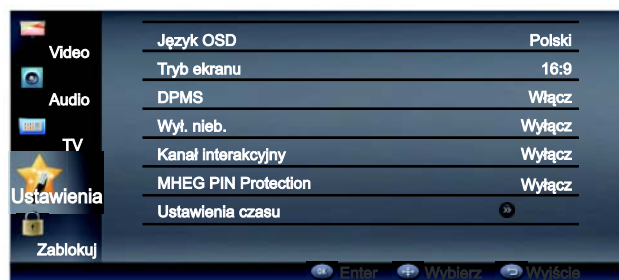 Video
Audio
TV
Ustawienia
Zablokuj
Język OSD Polski
Tryb ekranu 16:9
DPMS Włącz
Wył. nieb. Wyłącz
Kanał interakcyjny Wyłącz
MHEG PIN Protection Wyłącz
Ustawienia czasu
OK Enter Wybierz Wyjście